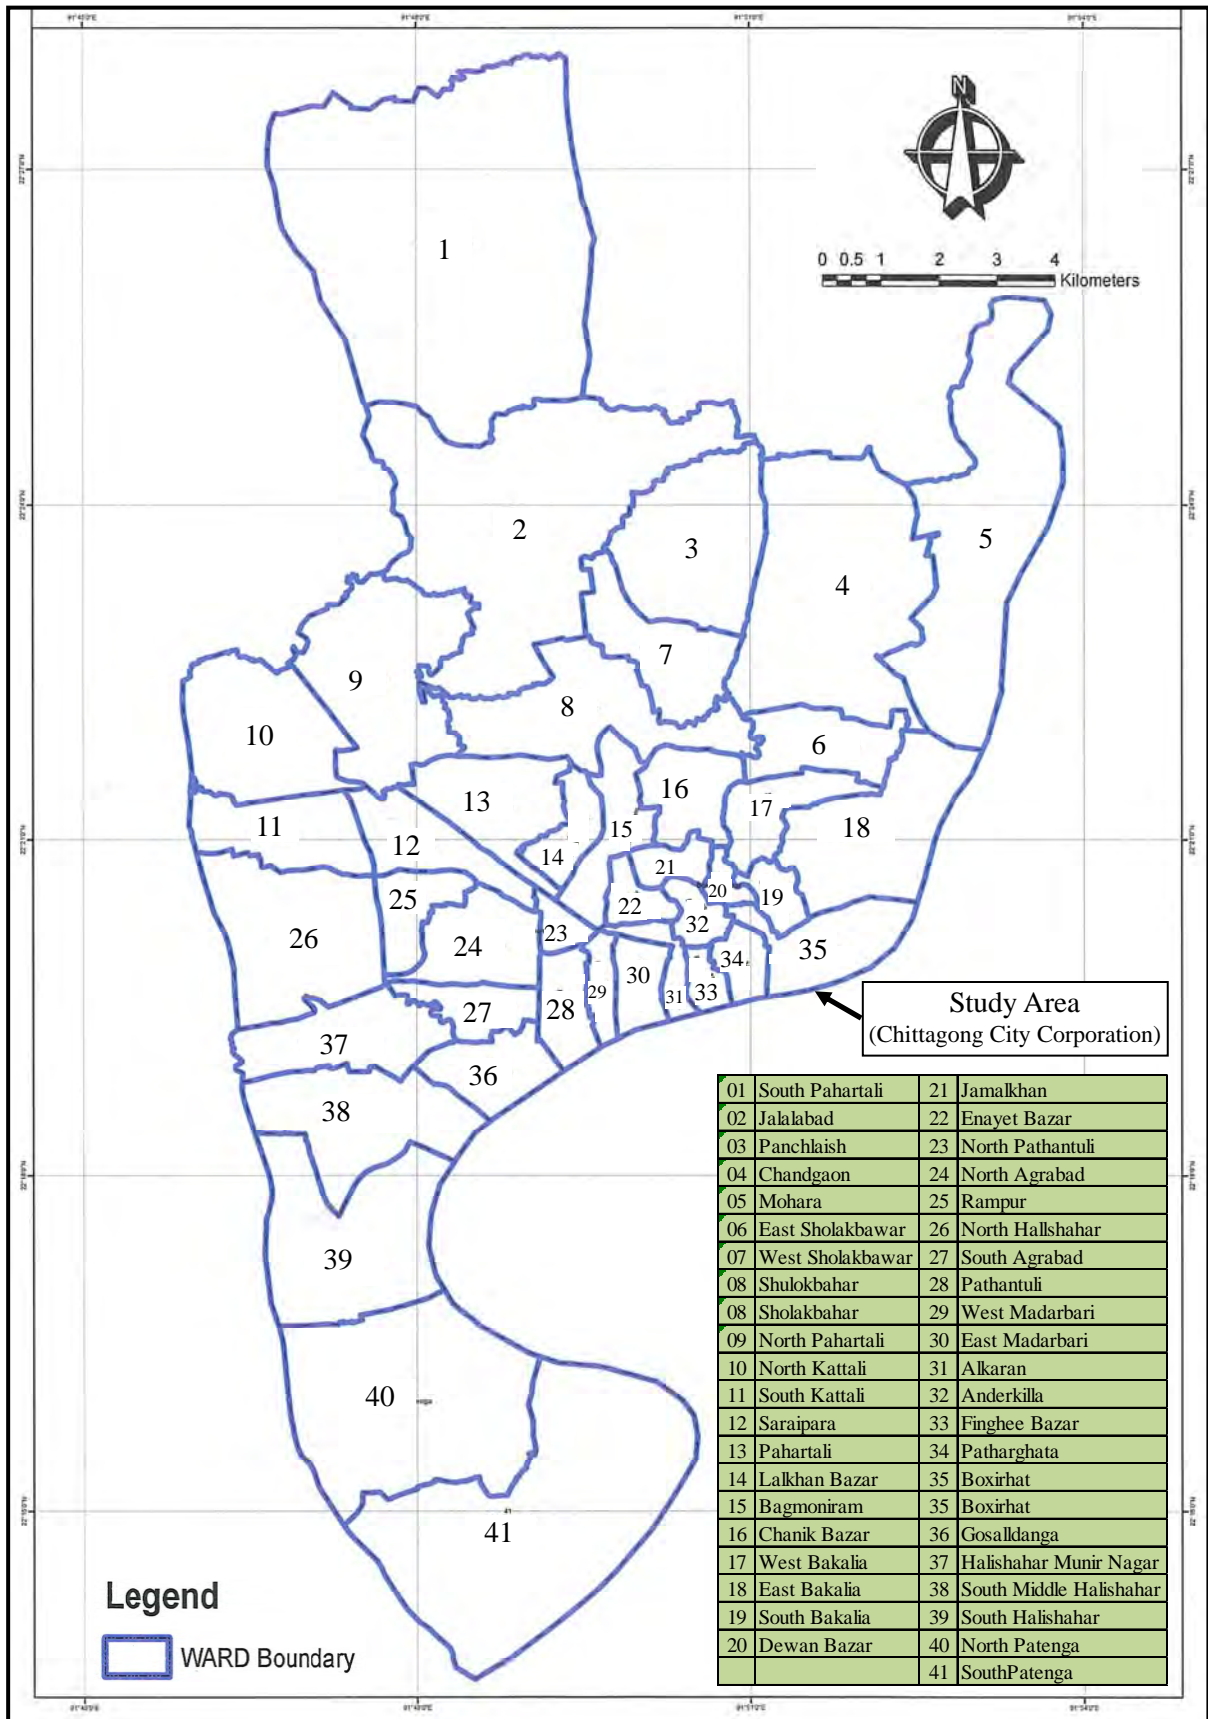 N
0 0.5 1 2 3 4
Kilometers
1
2
3
4
5
6
7
8
9
10
11
12
13
14
15
16
17
18
19
20
21
22
23
24
25
26
27
28
29
30
31
32
33
34
35
36
37
38
39
40
41
Study Area
(Chittagong City Corporation)
01 South Pahartali 21 Jamalkhan
02 Jalalabad 22 Enayet Bazar
03 Panchlaish 23 North Pathantuli
04 Chandgaon 24 North Agrabad
05 Mohara 25 Rampur
06 East Sholakbawar 26 North Hallshahar
07 West Sholakbawar 27 South Agrabad
08 Shulokbahar 28 Pathantuli
08 Sholakbahar 29 West Madarbari
09 North Pahartali 30 East Madarbari
10 North Kattali 31 Alkaran
11 South Kattali 32 Anderkilla
12 Saraipara 33 Finghee Bazar
13 Pahartali 34 Patharghata
14 Lalkhan Bazar 35 Boxirhat
15 Bagmoniram 35 Boxirhat
16 Chanik Bazar 36 Gosalldanga
17 West Bakalia 37 Halishahar Munir Nagar
18 East Bakalia 38 South Middle Halishahar
19 South Bakalia 39 South Halishahar
20 Dewan Bazar 40 North Patenga
41 SouthPatenga
Legend
WARD Boundary